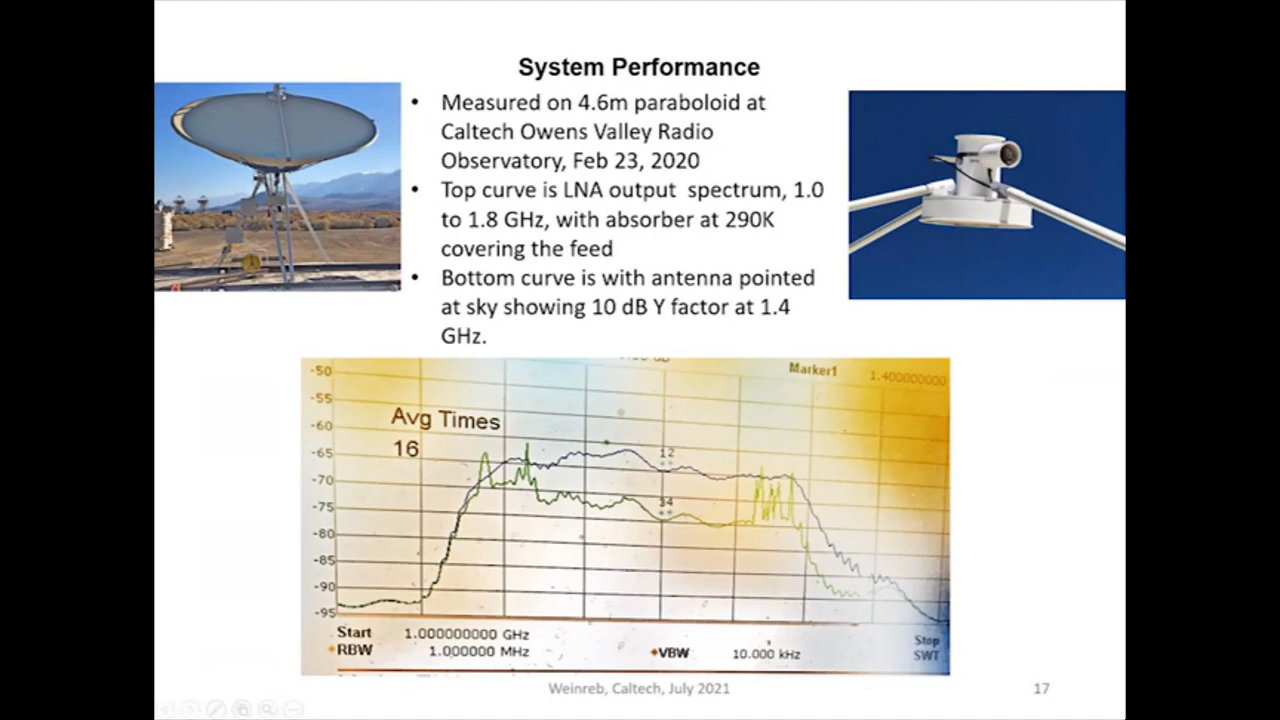 System Performance
• Measured on 4.6m paraboloid at
Caltech Owens Valley Radio
Observatory, Feb 23, 2020
• Top curve is LNA output spectrum, 1.0
to 1.8 GHz, with absorber at 290K
covering the feed
• Bottom curve is with antenna pointed
at sky showing 10 dB Y factor at 1.4
GHz.
Marker1 1.400000000
-50
-55
-60
-65
-70
-75
-80
-85
-90
-95
Avg Times
16
12
34
Start 1.000000000 GHz Stop
RBW 1.000000 MHz VBW 10.000 kHz SWT
Weinreb, Caltech, July 2021 17